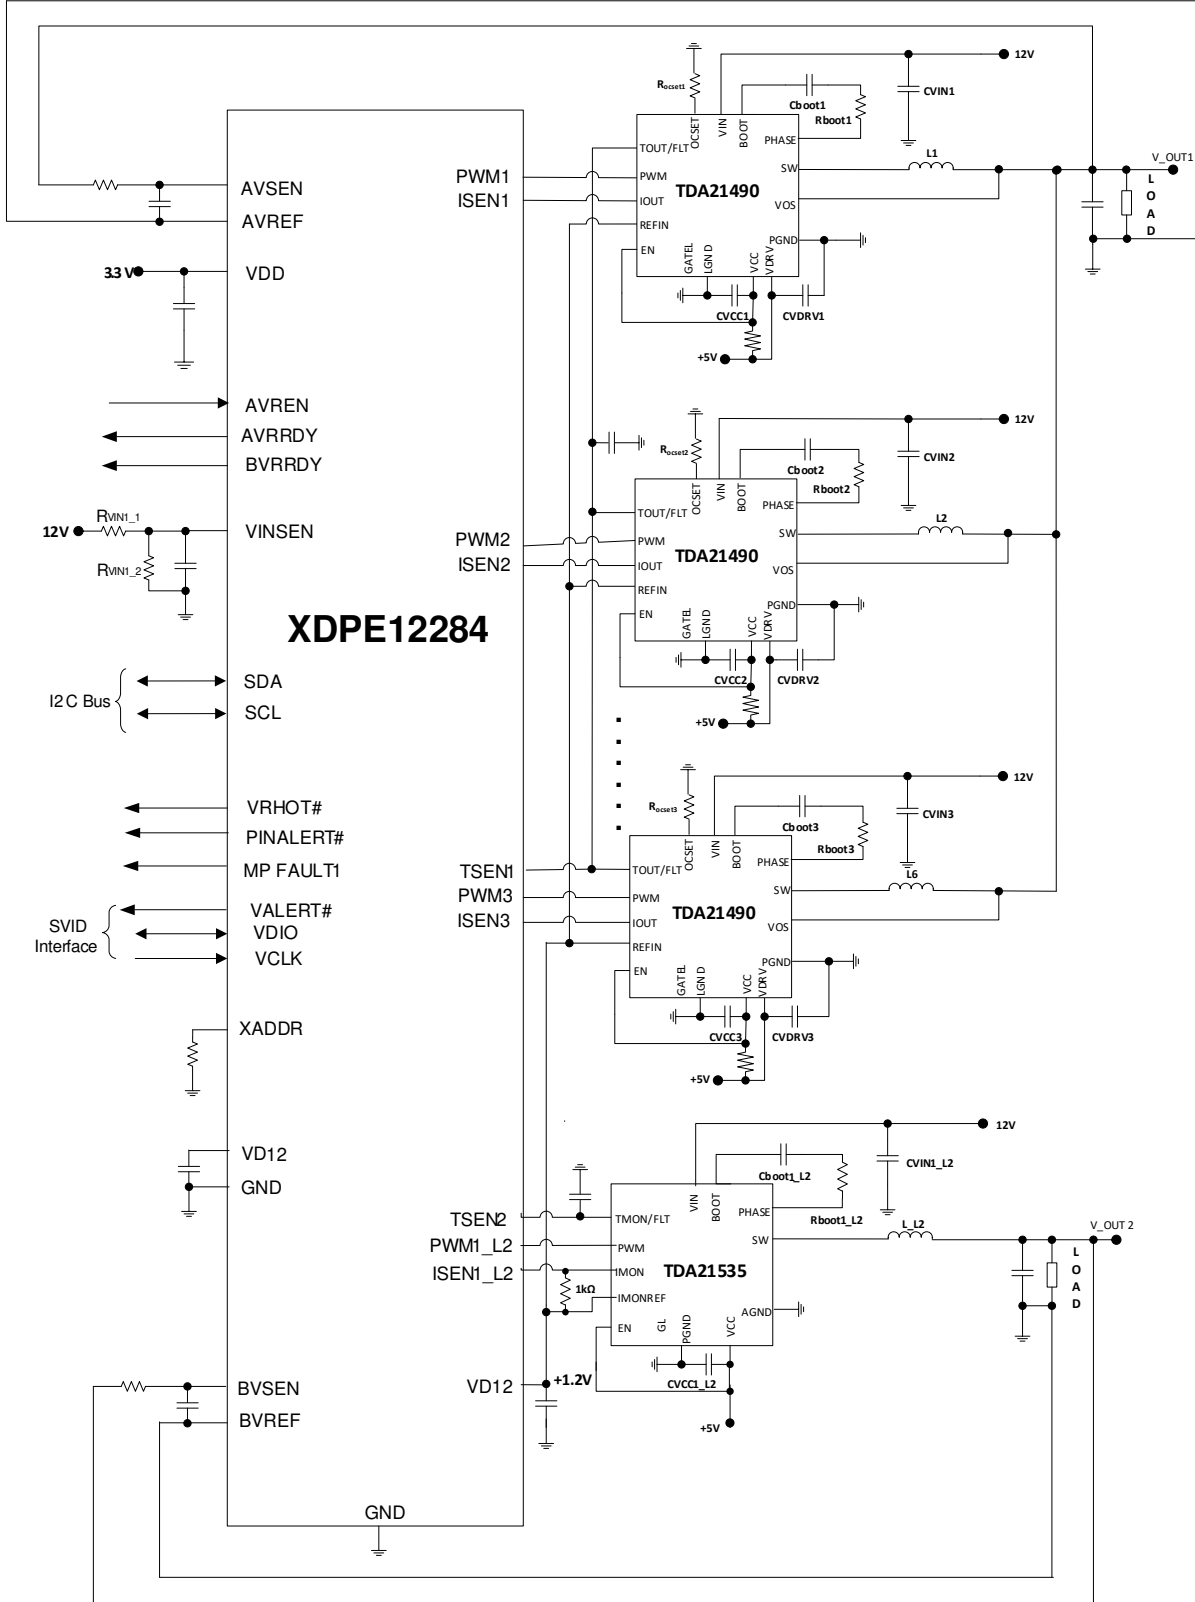 12V
CVIN1
Rocset1
Cboot1
Rboot1
OCSET
VIN
BOOT
PHASE
TOUT/FLT
PWM
IOUT
REFIN
EN
TDA21490
SW
VOS
PGND
GATEL
LGND
VCC
VDRV
L1
V_OUT1
L
O
A
D
CVCC1
CVDRV1
+5V
PWM1
ISEN1
AVSEN
AVREF
3.3 V
VDD
AVREN
AVRRDY
BVRRDY
12V
RVIN1_1
VINSEN
RVIN1_2
XDPE12284
12V
CVIN2
Rocset2
Cboot2
Rboot2
OCSET
VIN
BOOT
PHASE
TOUT/FLT
PWM
IOUT
REFIN
EN
TDA21490
SW
VOS
PGND
GATEL
LGND
VCC
VDRV
L2
CVCC2
CVDRV2
+5V
PWM2
ISEN2
I2C Bus
SDA
SCL
VRHOT#
PINALERT#
MP FAULT1
SVID
Interface
VALERT#
VDIO
VCLK
XADDR
VD12
GND
12V
CVIN3
Rocset3
Cboot3
Rboot3
OCSET
VIN
BOOT
PHASE
TOUT/FLT
PWM
IOUT
REFIN
EN
TDA21490
SW
VOS
PGND
GATEL
LGND
VCC
VDRV
L6
CVCC3
CVDRV3
+5V
TSEN1
PWM3
ISEN3
12V
CVIN1_L2
Cboot1_L2
Rboot1_L2
VIN
BOOT
PHASE
TMON/FLT
PWM
IMON
IMONREF
EN
TDA21535
SW
AGND
GL
PGND
VCC
L_L2
V_OUT 2
L
O
A
D
1kΩ
CVCC1_L2
+5V
TSEN2
PWM1_L2
ISEN1_L2
VD12
+1.2V
BVSEN
BVREF
GND